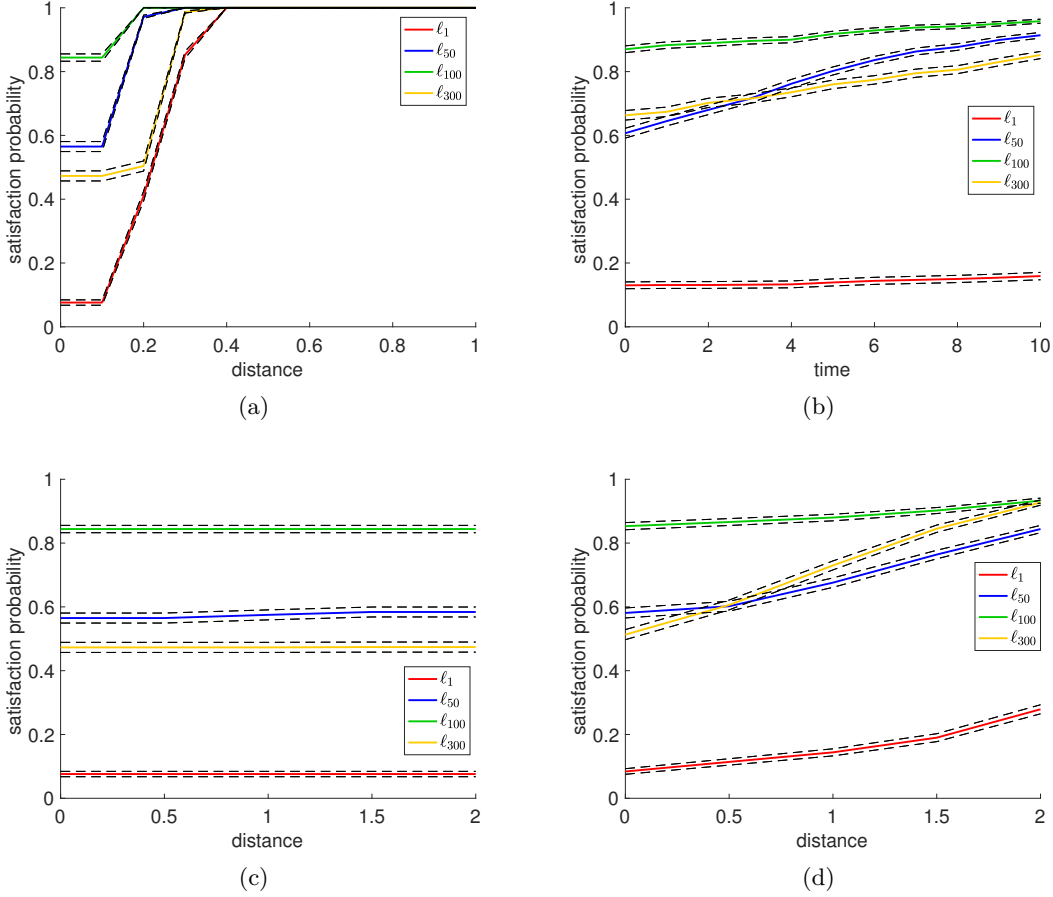 satisfaction probability
1
0.8
0.6
0.4
0.2
0
0 0.2 0.4 0.6 0.8 1
distance
ℓ1
ℓ50
ℓ100
ℓ300
(a)
satisfaction probability
1
0.8
0.6
0.4
0.2
0
0 2 4 6 8 10
time
ℓ1
ℓ50
ℓ100
ℓ300
(b)
satisfaction probability
1
0.8
0.6
0.4
0.2
0
0 0.5 1 1.5 2
distance
ℓ1
ℓ50
ℓ100
ℓ300
(c)
satisfaction probability
1
0.8
0.6
0.4
0.2
0
0 0.5 1 1.5 2
distance
ℓ1
ℓ50
ℓ100
ℓ300
(d)